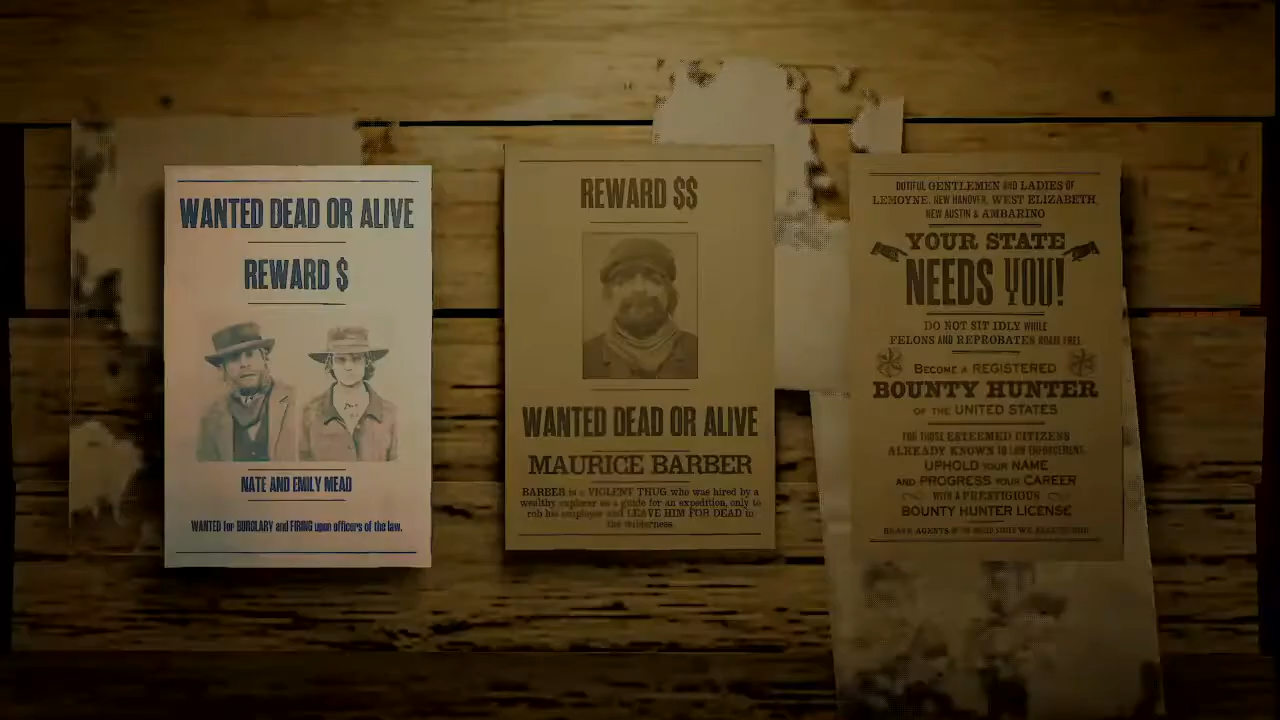 WANTED DEAD OR ALIVE
REWARD $
NATE AND EMILY MEAD
WANTED for BURGLARY and FIRING upon officers of the law.
REWARD $$
WANTED DEAD OR ALIVE
MAURICE BARBER
BARBER is a VIOLENT THUG who was hired by a
wealthy explorer as a guide for an expedition, only to
rob his employer and LEAVE HIM FOR DEAD in
the wilderness.
DUTIFUL GENTLEMEN AND LADIES OF
LEMOYNE, NEW HANOVER, WEST ELIZABETH,
NEW AUSTIN & AMBARINO
YOUR STATE
NEEDS YOU!
DO NOT SIT IDLY WHILE
FELONS AND REPROBATES ROAM FREE
BECOME A REGISTERED
BOUNTY HUNTER
OF THE UNITED STATES
FOR THOSE ESTEEMED CITIZENS
ALREADY KNOWN TO LAW ENFORCEMENT,
UPHOLD YOUR NAME
AND PROGRESS YOUR CAREER
WITH A PRESTIGIOUS
BOUNTY HUNTER LICENSE
BRAVE AGENTS OF THE